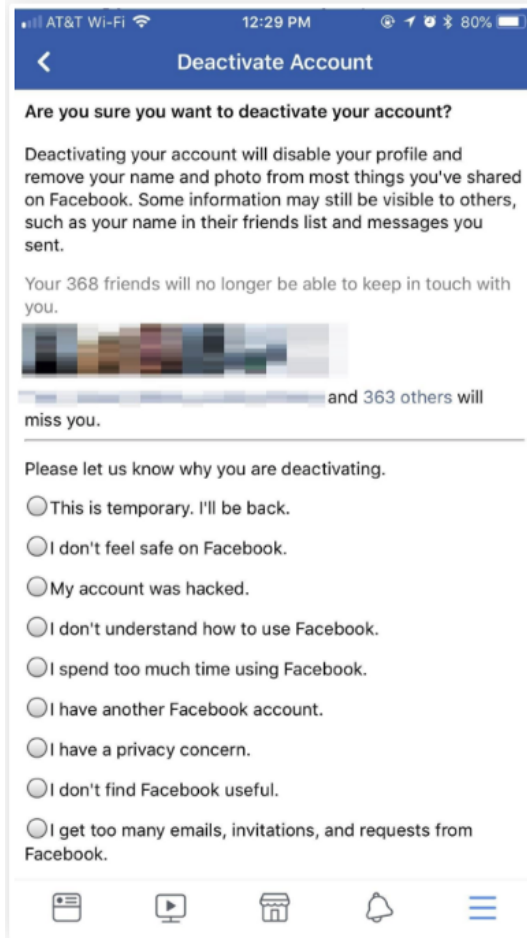 AT&T Wi-Fi 12:29 PM 80%
Deactivate Account
Are you sure you want to deactivate your account?
Deactivating your account will disable your profile and
remove your name and photo from most things you've shared
on Facebook. Some information may still be visible to others,
such as your name in their friends list and messages you
sent.
Your 368 friends will no longer be able to keep in touch with
you.
and 363 others will
miss you.
Please let us know why you are deactivating.
This is temporary. I'll be back.
I don't feel safe on Facebook.
My account was hacked.
I don't understand how to use Facebook.
I spend too much time using Facebook.
I have another Facebook account.
I have a privacy concern.
I don't find Facebook useful.
I get too many emails, invitations, and requests from
Facebook.